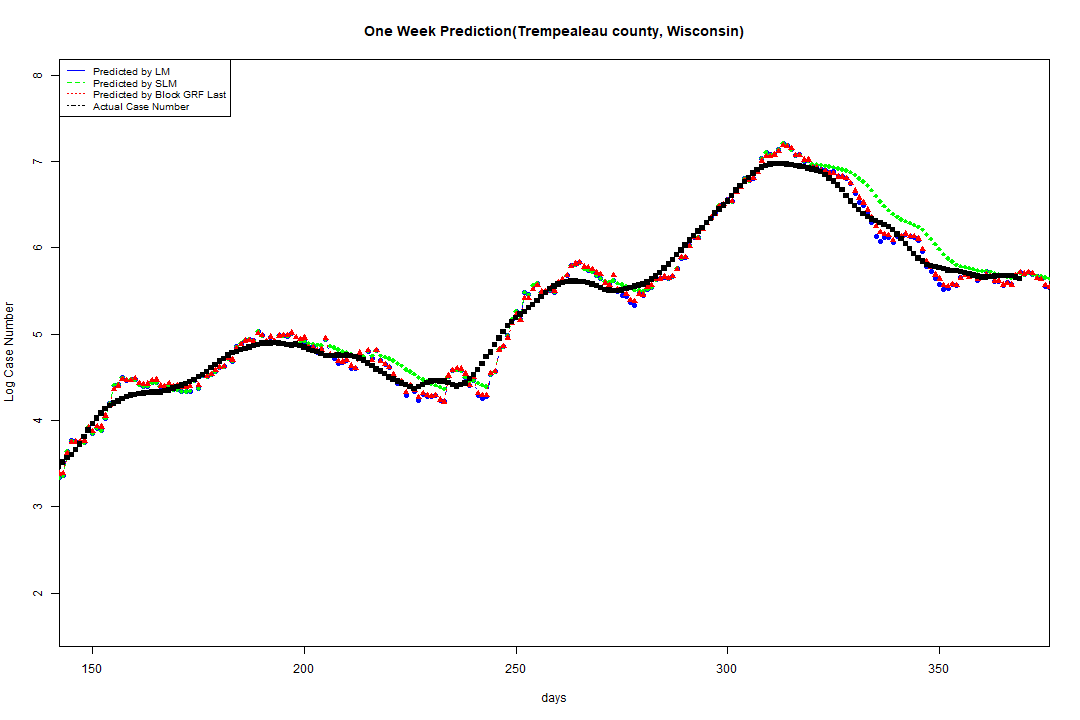 One Week Prediction(Trempealeau county, Wisconsin)
Predicted by LM
Predicted by SLM
Predicted by Block GRF Last
Actual Case Number
8
7
6
5
4
3
2
Log Case Number
150 200 250 300 350
days